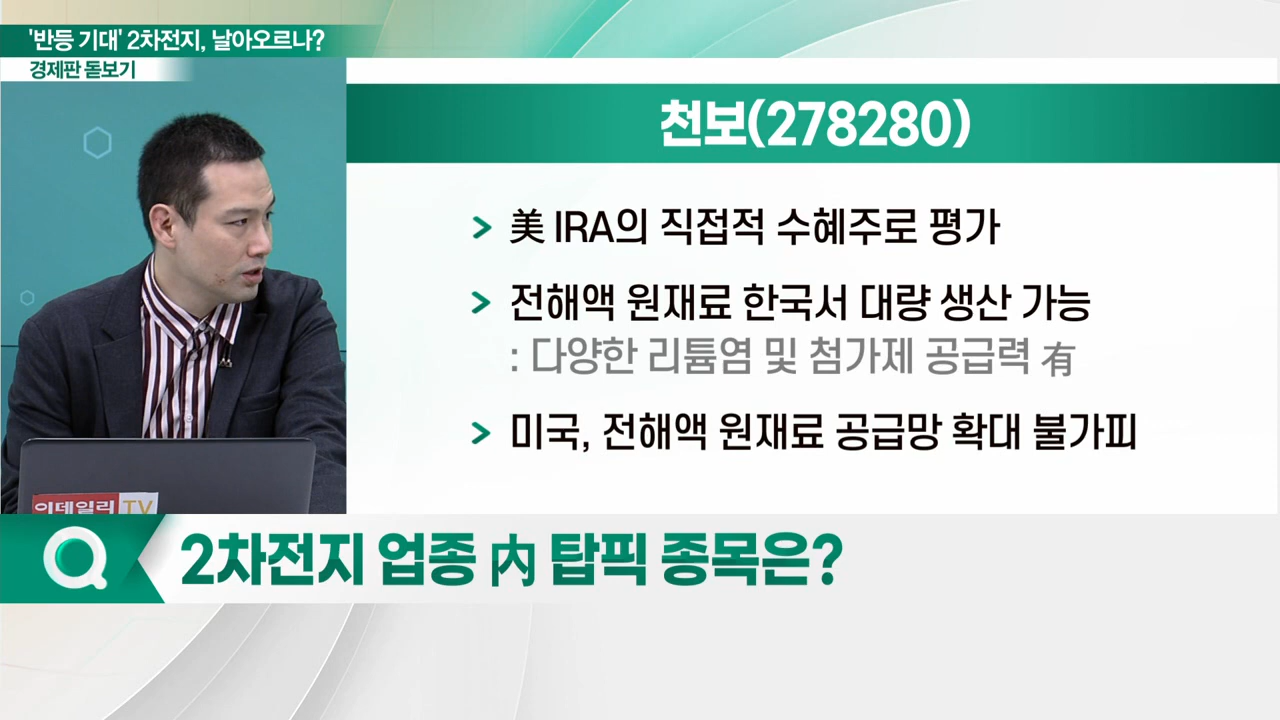 '반등 기대' 2차전지, 날아오르나?
경제판 돋보기
천보(278280)
> 美 IRA의 직접적 수혜주로 평가
> 전해액 원재료 한국서 대량 생산 가능
: 다양한 리튬염 및 첨가제 공급력 有
> 미국, 전해액 원재료 공급망 확대 불가피
이데일리 TV
Q 2차전지 업종 內 탑픽 종목은?